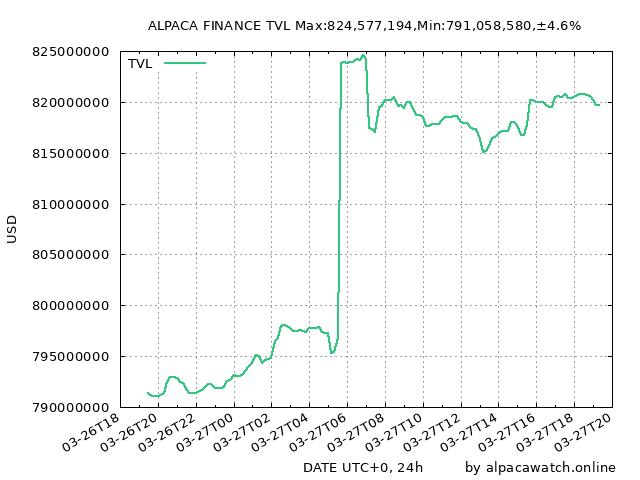 ALPACA FINANCE TVL Max:824,577,194,Min:791,058,580,±4.6%
TVL
825000000
820000000
815000000
810000000
805000000
800000000
795000000
790000000
USD
03-26T18
03-26T20
03-26T22
03-27T00
03-27T02
03-27T04
03-27T06
03-27T08
03-27T10
03-27T12
03-27T14
03-27T16
03-27T18
03-27T20
DATE UTC+0, 24h
by alpacawatch.online